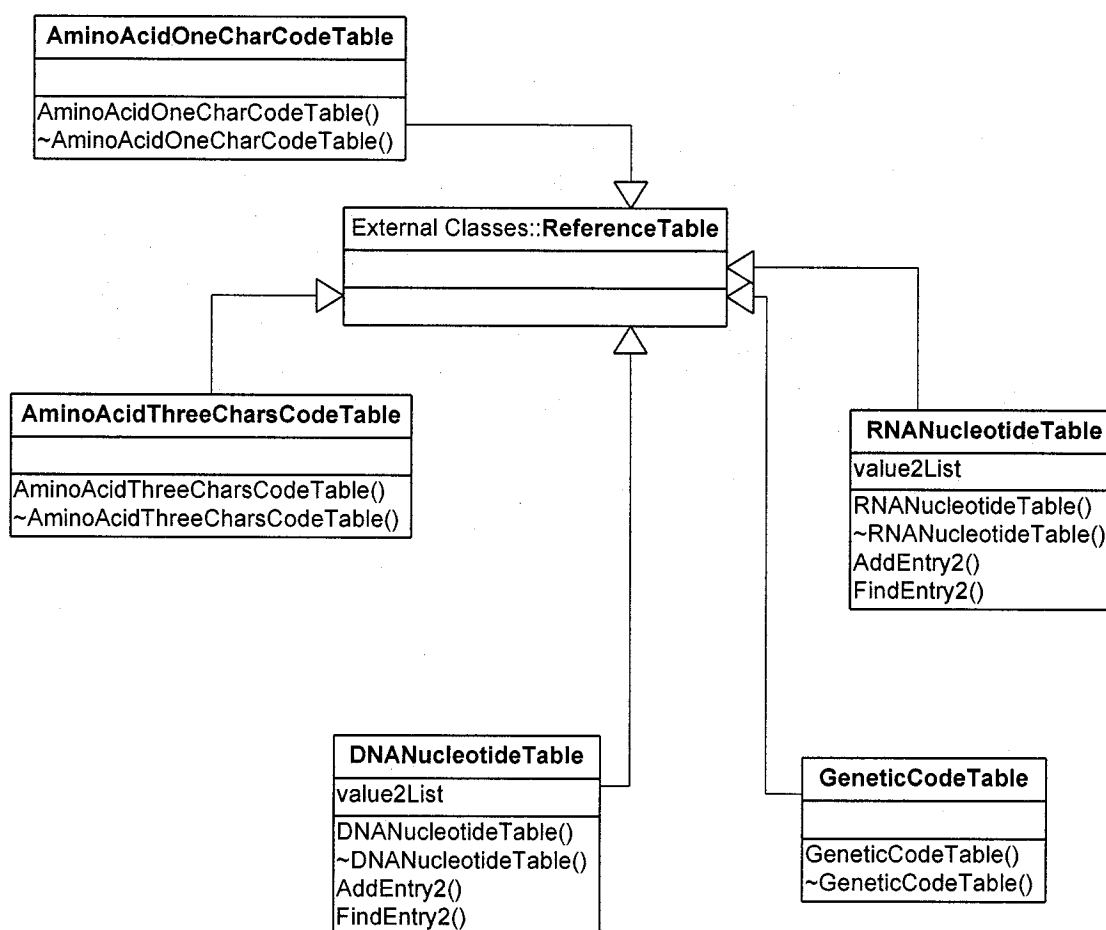 AminoAcidOneCharCodeTable
AminoAcidOneCharCodeTable()
~AminoAcidOneCharCodeTable()
External Classes::ReferenceTable
AminoAcidThreeCharsCodeTable
AminoAcidThreeCharsCodeTable()
~AminoAcidThreeCharsCodeTable()
RNANucleotideTable
value2List
RNANucleotideTable()
~RNANucleotideTable()
AddEntry2()
FindEntry2()
DNANucleotideTable
value2List
DNANucleotideTable()
~DNANucleotideTable()
AddEntry2()
FindEntry2()
GeneticCodeTable
GeneticCodeTable()
~GeneticCodeTable()